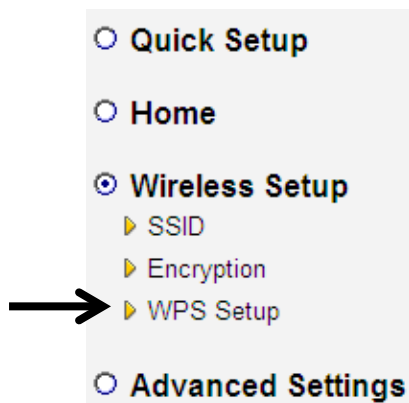 Quick Setup
Home
Wireless Setup
SSID
Encryption
WPS Setup
Advanced Settings